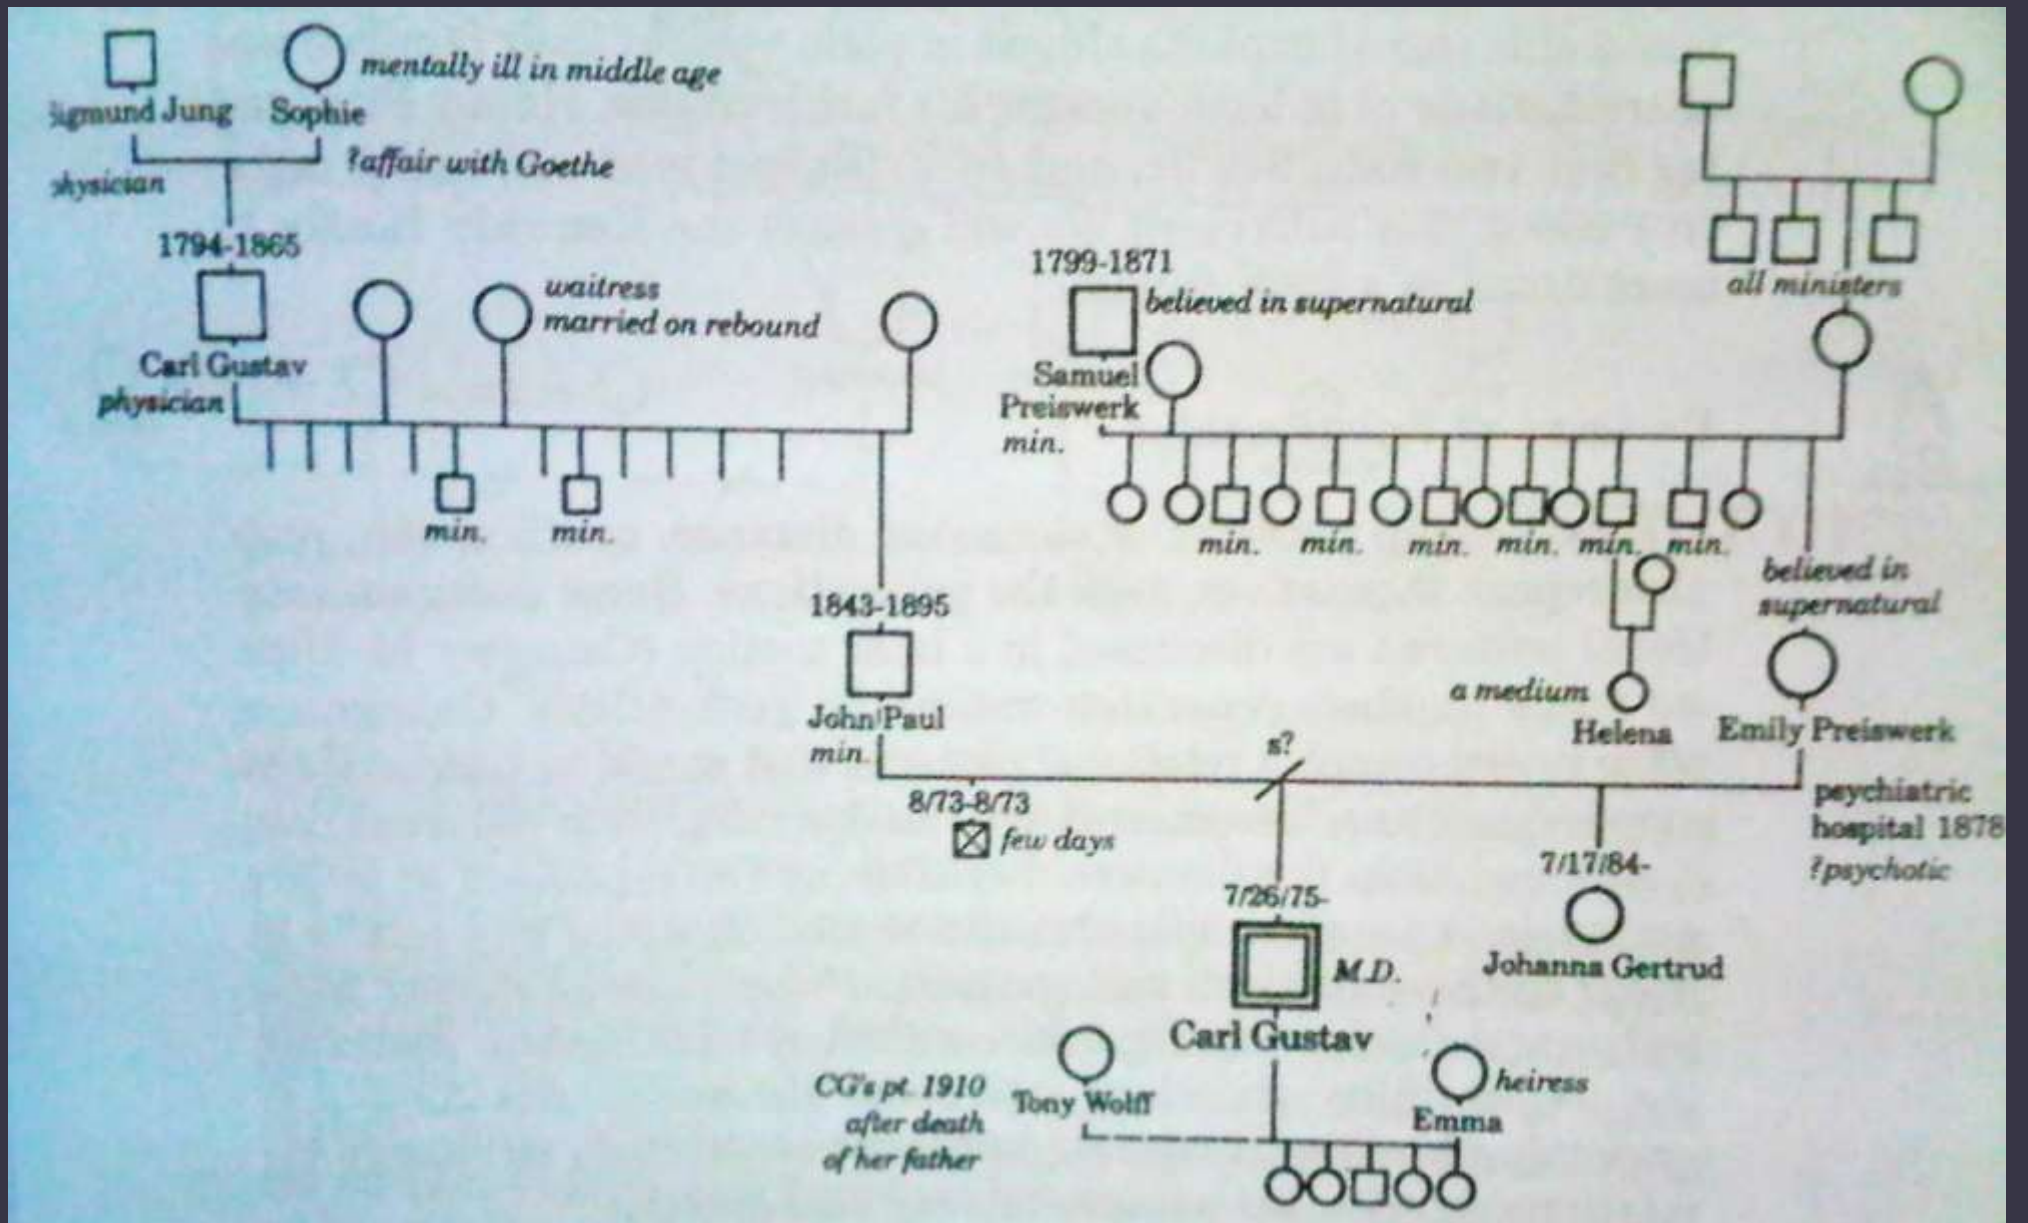 mentally ill in middle age
Sigmund Jung
Sophie
?affair with Goethe
physician
1794-1865
Carl Gustav
physician
waitress
married on rebound
min.
min.
1799-1871
believed in supernatural
Samuel
Preiswerk
min.
all ministers
min.
min.
min.
min.
min.
min.
believed in
supernatural
1843-1895
John Paul
min.
a medium
Helena
Emily Preiswerk
s?
psychiatric
hospital 1878
?psychotic
8/73-8/73
few days
7/26/75-
M.D.
Carl Gustav
7/17/84-
Johanna Gertrud
CG's pt. 1910
after death
of her father
Tony Wolff
heiress
Emma